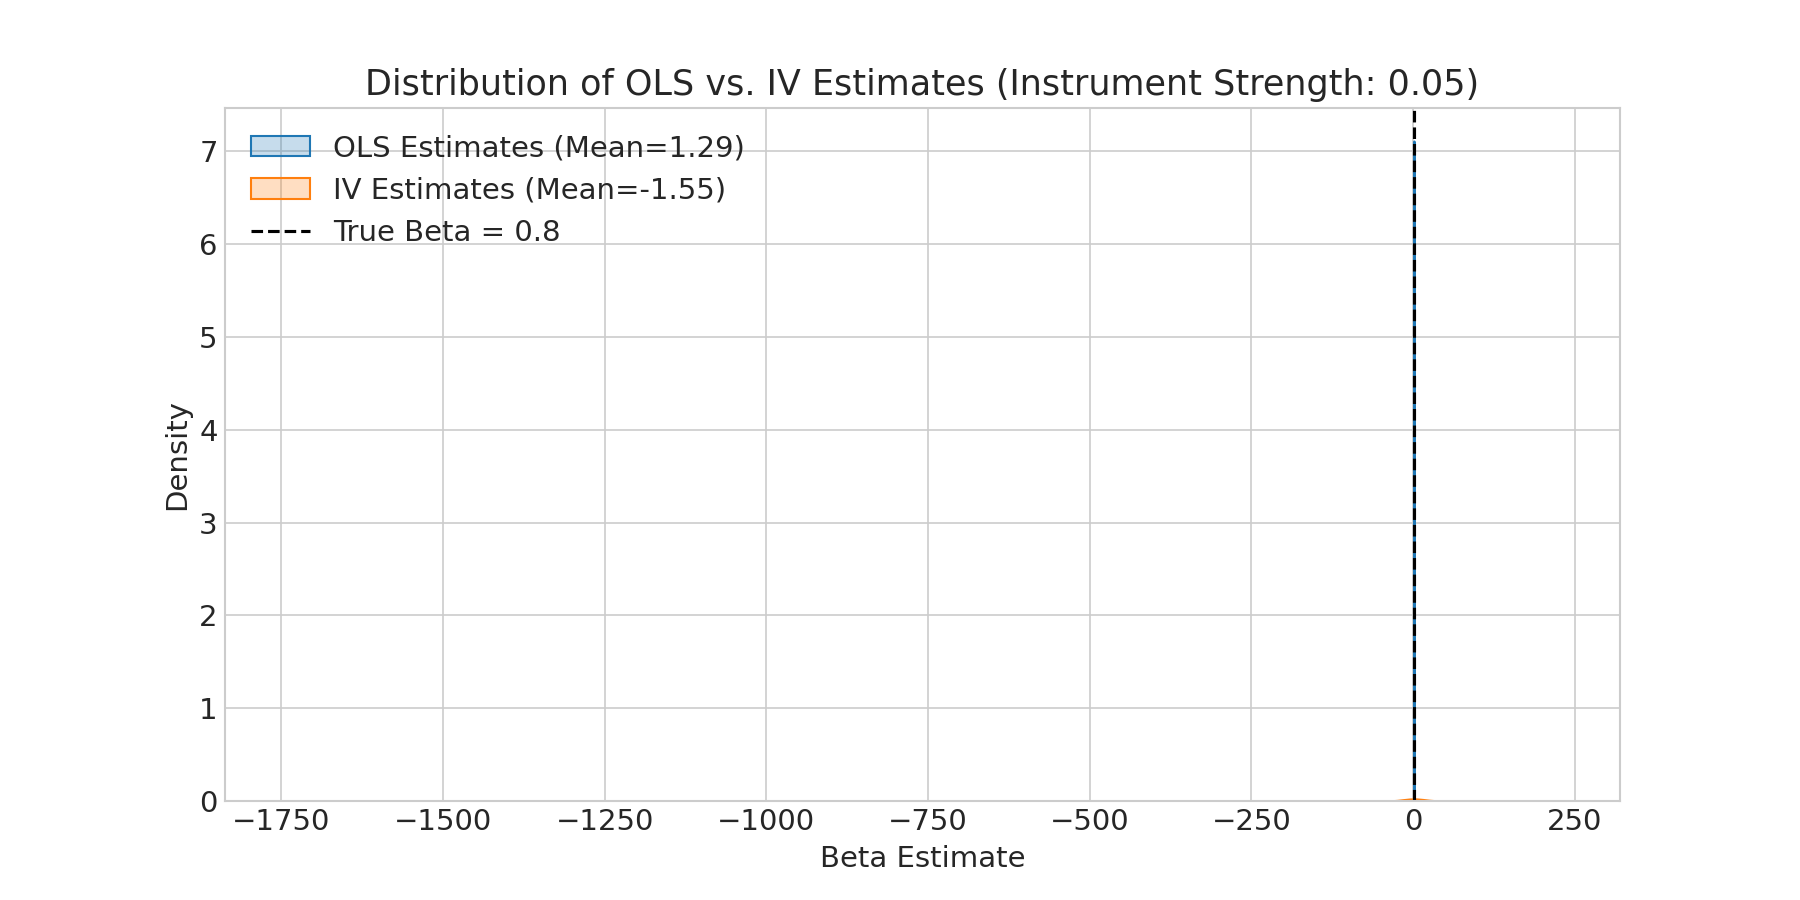 Distribution of OLS vs. IV Estimates (Instrument Strength: 0.05)
OLS Estimates (Mean=1.29)
IV Estimates (Mean=-1.55)
True Beta = 0.8
7
6
5
4
3
2
1
0
Density
−1750 −1500 −1250 −1000 −750 −500 −250 0 250
Beta Estimate